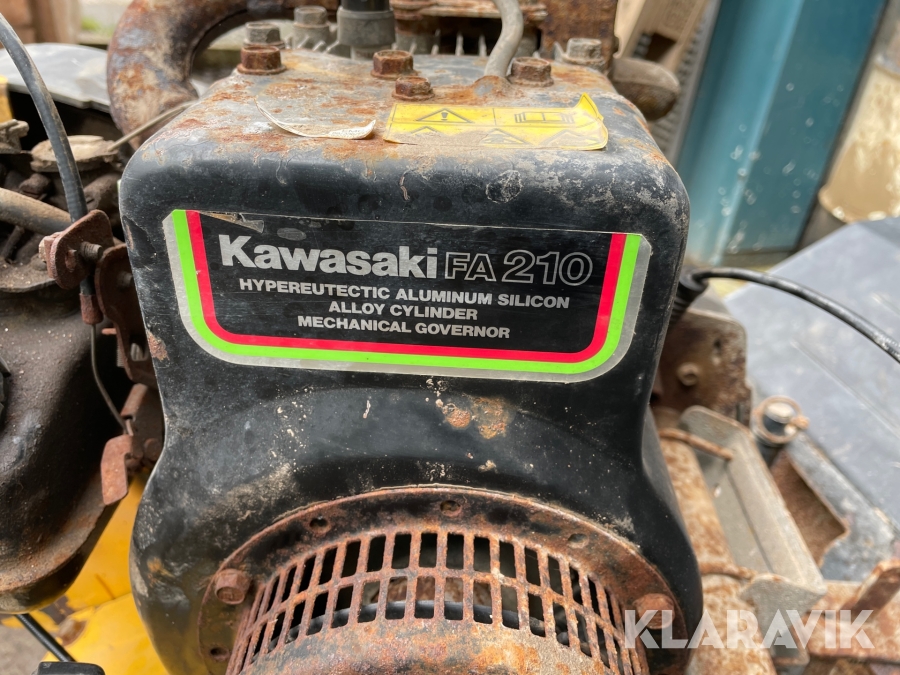 Kawasaki FA 210
HYPEREUTECTIC ALUMINUM SILICON
ALLOY CYLINDER
MECHANICAL GOVERNOR
KLARAVIK